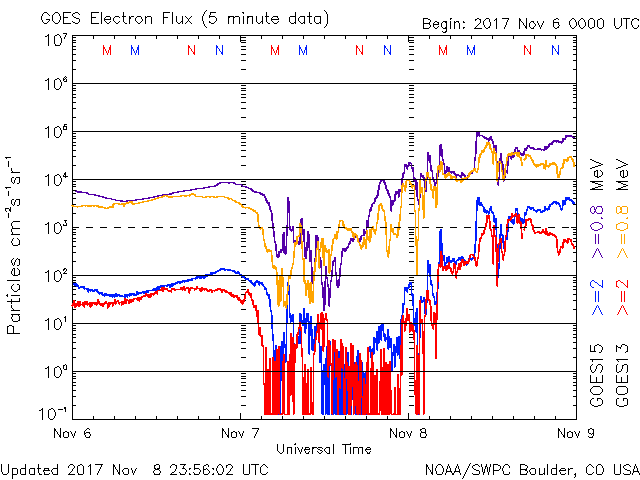 GOES Electron Flux (5 minute data)
Begin: 2017 Nov 6 0000 UTC
10⁷
10⁶
10⁵
10⁴
10³
10²
10¹
10⁰
10⁻¹
M M N N M M N N M M N N
Particles cm⁻²s⁻¹sr⁻¹
Nov 6 Nov 7 Nov 8 Nov 9
Universal Time
GOES15 >=2 >=0.8 MeV
GOES13 >=2 >=0.8 MeV
Updated 2017 Nov 8 23:56:02 UTC
NOAA/SWPC Boulder, CO USA